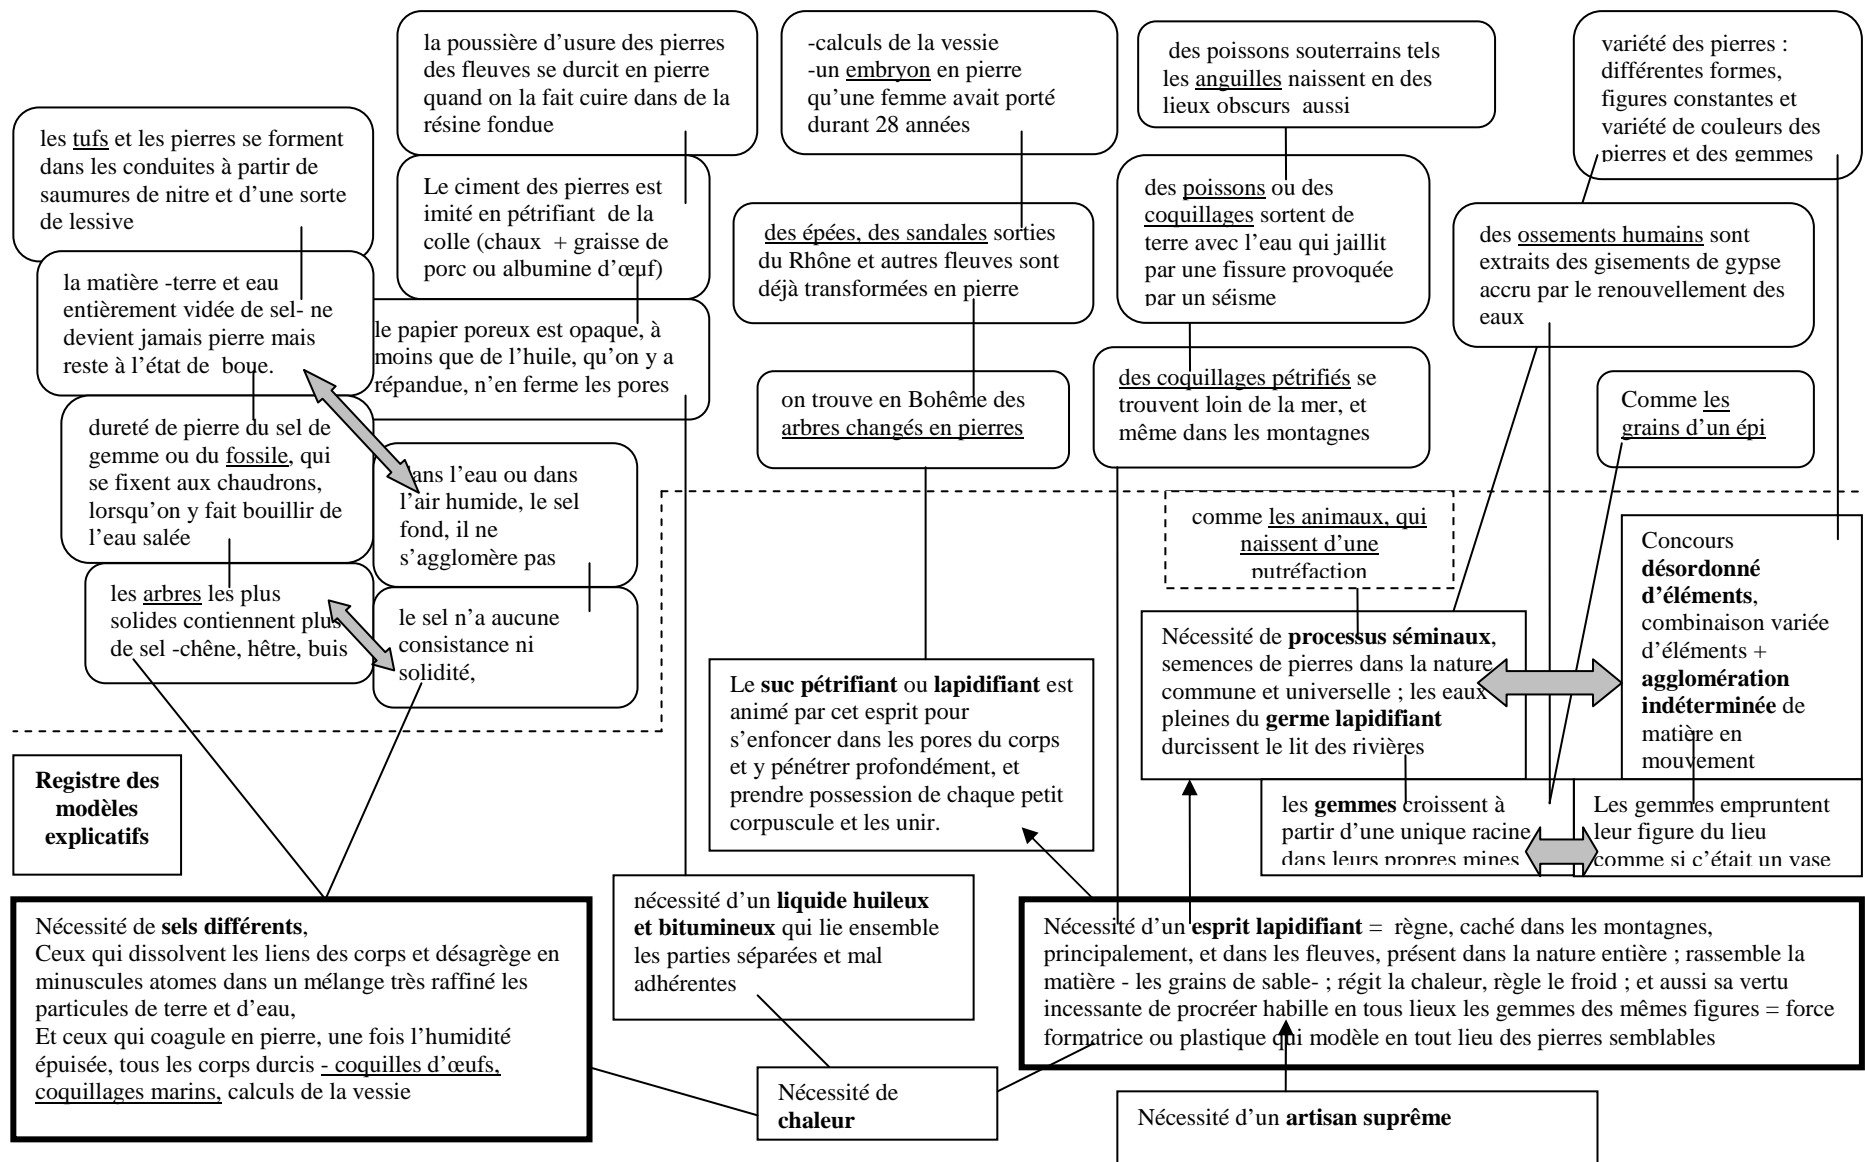 la poussière d’usure des pierres
des fleuves se durcit en pierre
quand on la fait cuire dans de la
résine fondue
-calculs de la vessie
-un embryon en pierre
qu’une femme avait porté
durant 28 années
des poissons souterrains tels
les anguilles naissent en des
lieux obscurs aussi
variété des pierres :
différentes formes,
figures constantes et
variété de couleurs des
pierres et des gemmes
les tufs et les pierres se forment
dans les conduites à partir de
saumures de nitre et d’une sorte
de lessive
Le ciment des pierres est
imité en pétrifiant de la
colle (chaux + graisse de
porc ou albumine d’œuf)
des épées, des sandales sorties
du Rhône et autres fleuves sont
déjà transformées en pierre
des poissons ou des
coquillages sortent de
terre avec l’eau qui jaillit
par une fissure provoquée
par un séisme
des ossements humains sont
extraits des gisements de gypse
accru par le renouvellement des
eaux
la matière -terre et eau
entièrement vidée de sel- ne
devient jamais pierre mais
reste à l’état de boue.
le papier poreux est opaque, à
moins que de l’huile, qu’on y a
répandue, n’en ferme les pores
on trouve en Bohême des
arbres changés en pierres
des coquillages pétrifiés se
trouvent loin de la mer, et
même dans les montagnes
Comme les
grains d’un épi
dureté de pierre du sel de
gemme ou du fossile, qui
se fixent aux chaudrons,
lorsqu’on y fait bouillir de
l’eau salée
dans l’eau ou dans
l’air humide, le sel
fond, il ne
s’agglomère pas
comme les animaux, qui
naissent d’une
putréfaction
Concours
désordonné
d’éléments,
combinaison variée
d’éléments +
agglomération
indéterminée de
matière en
mouvement
les arbres les plus
solides contiennent plus
de sel -chêne, hêtre, buis
le sel n’a aucune
consistance ni
solidité,
Le suc pétrifiant ou lapidifiant est
animé par cet esprit pour
s’enfoncer dans les pores du corps
et y pénétrer profondément, et
prendre possession de chaque petit
corpuscule et les unir.
Nécessité de processus séminaux,
semences de pierres dans la nature
commune et universelle ; les eaux
pleines du germe lapidifiant
durcissent le lit des rivières
Registre des
modèles
explicatifs
les gemmes croissent à
partir d’une unique racine
dans leurs propres mines
Les gemmes empruntent
leur figure du lieu
comme si c’était un vase
Nécessité de sels différents,
Ceux qui dissolvent les liens des corps et désagrège en
minuscules atomes dans un mélange très raffiné les
particules de terre et d’eau,
Et ceux qui coagule en pierre, une fois l’humidité
épuisée, tous les corps durcis - coquilles d’œufs,
coquillages marins, calculs de la vessie
nécessité d’un liquide huileux
et bitumineux qui lie ensemble
les parties séparées et mal
adhérentes
Nécessité d’un esprit lapidifiant = règne, caché dans les montagnes,
principalement, et dans les fleuves, présent dans la nature entière ; rassemble la
matière - les grains de sable- ; régit la chaleur, règle le froid ; et aussi sa vertu
incessante de procréer habille en tous lieux les gemmes des mêmes figures = force
formatrice ou plastique qui modèle en tout lieu des pierres semblables
Nécessité de
chaleur
Nécessité d’un artisan suprême